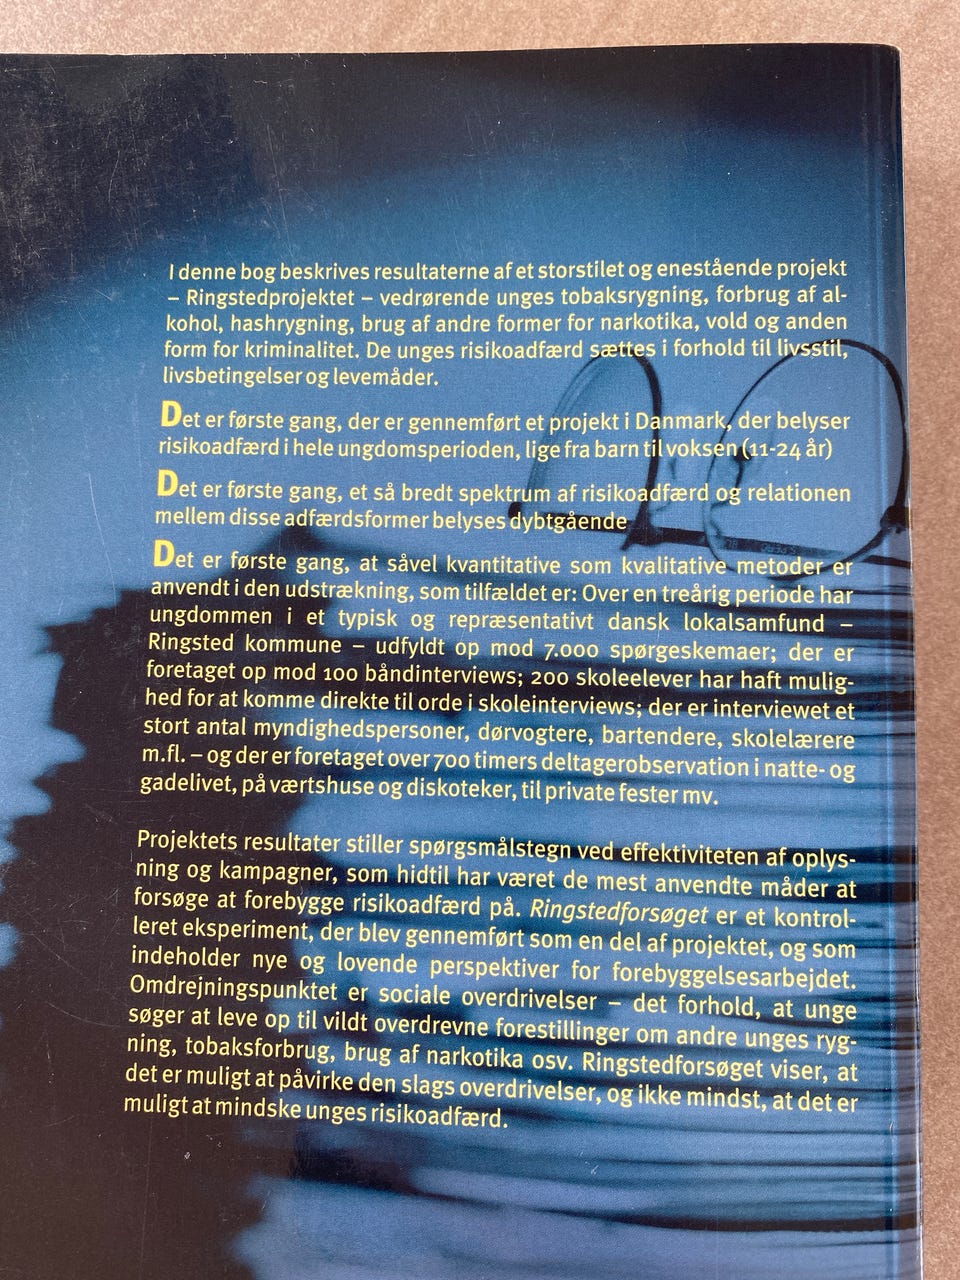 I denne bog beskrives resultaterne af et storstilet og enestående projekt
– Ringstedprojektet – vedrørende unges tobaksrygning, forbrug af al-
kohol, hashrygning, brug af andre former for narkotika, vold og anden
form for kriminalitet. De unges risikoadfærd sættes i forhold til livsstil,
livsbetingelser og levemåder.
Det er første gang, der er gennemført et projekt i Danmark, der belyser
risikoadfærd i hele ungdomsperioden, lige fra barn til voksen (11-24 år)
Det er første gang, et så bredt spektrum af risikoadfærd og relationen
mellem disse adfærdsformer belyses dybtgående
Det er første gang, at såvel kvantitative som kvalitative metoder er
anvendt i den udstrækning, som tilfældet er: Over en treårig periode har
ungdommen i et typisk og repræsentativt dansk lokalsamfund –
Ringsted kommune – udfyldt op mod 7.000 spørgeskemaer; der er
foretaget op mod 100 båndinterviews; 200 skoleelever har haft mulig-
hed for at komme direkte til orde i skoleinterviews; der er interviewet et
stort antal myndighedspersoner, dørvogtere, bartendere, skolelærere
m.fl. – og der er foretaget over 700 timers deltagerobservation i natte- og
gadelivet, på værtshuse og diskoteker, til private fester mv.
Projektets resultater stiller spørgsmålstegn ved effektiviteten af oplys-
ning og kampagner, som hidtil har været de mest anvendte måder at
forsøge at forebygge risikoadfærd på. Ringstedforsøget er et kontrol-
leret eksperiment, der blev gennemført som en del af projektet, og som
indeholder nye og lovende perspektiver for forebyggelsesarbejdet.
Omdrejningspunktet er sociale overdrivelser – det forhold, at unge
søger at leve op til vildt overdrevne forestillinger om andre unges ryg-
ning, tobaksforbrug, brug af narkotika osv. Ringstedforsøget viser, at
det er muligt at påvirke den slags overdrivelser, og ikke mindst, at det er
muligt at mindske unges risikoadfærd.